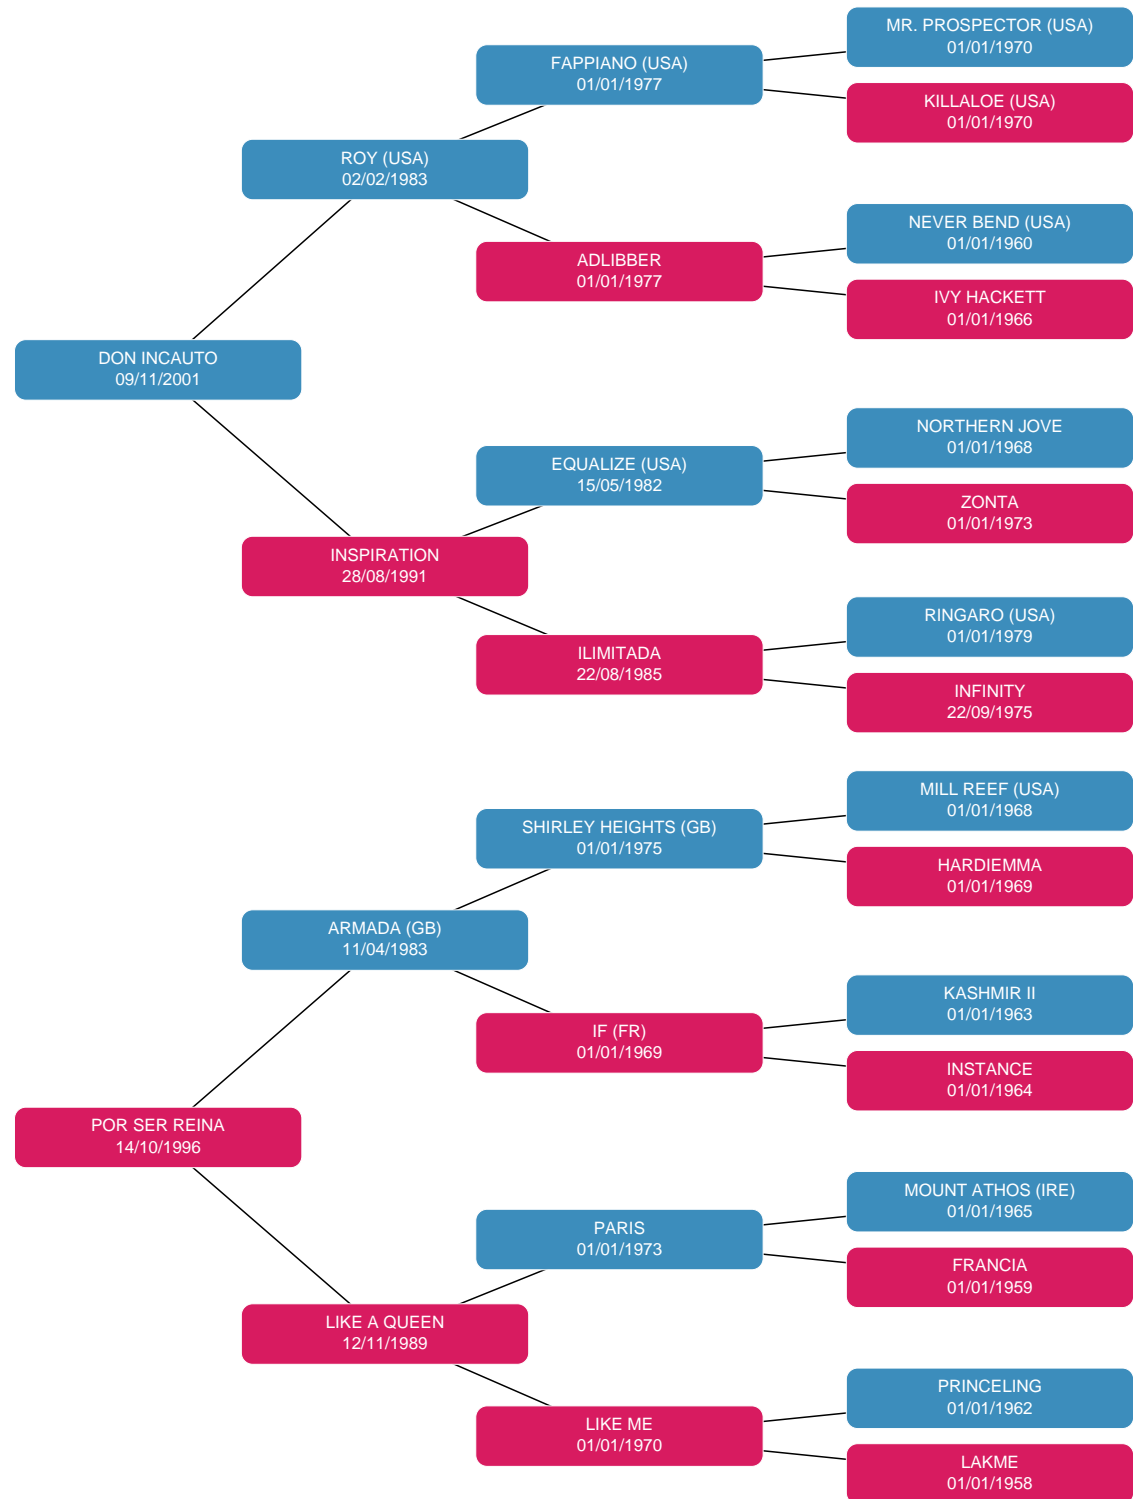 MR. PROSPECTOR (USA)
01/01/1970
FAPPIANO (USA)
01/01/1977
KILLALOE (USA)
01/01/1970
ROY (USA)
02/02/1983
NEVER BEND (USA)
01/01/1960
ADLIBBER
01/01/1977
IVY HACKETT
01/01/1966
DON INCAUTO
09/11/2001
NORTHERN JOVE
01/01/1968
EQUALIZE (USA)
15/05/1982
ZONTA
01/01/1973
INSPIRATION
28/08/1991
RINGARO (USA)
01/01/1979
ILIMITADA
22/08/1985
INFINITY
22/09/1975
MILL REEF (USA)
01/01/1968
SHIRLEY HEIGHTS (GB)
01/01/1975
HARDIEMMA
01/01/1969
ARMADA (GB)
11/04/1983
KASHMIR II
01/01/1963
IF (FR)
01/01/1969
INSTANCE
01/01/1964
POR SER REINA
14/10/1996
MOUNT ATHOS (IRE)
01/01/1965
PARIS
01/01/1973
FRANCIA
01/01/1959
LIKE A QUEEN
12/11/1989
PRINCELING
01/01/1962
LIKE ME
01/01/1970
LAKME
01/01/1958